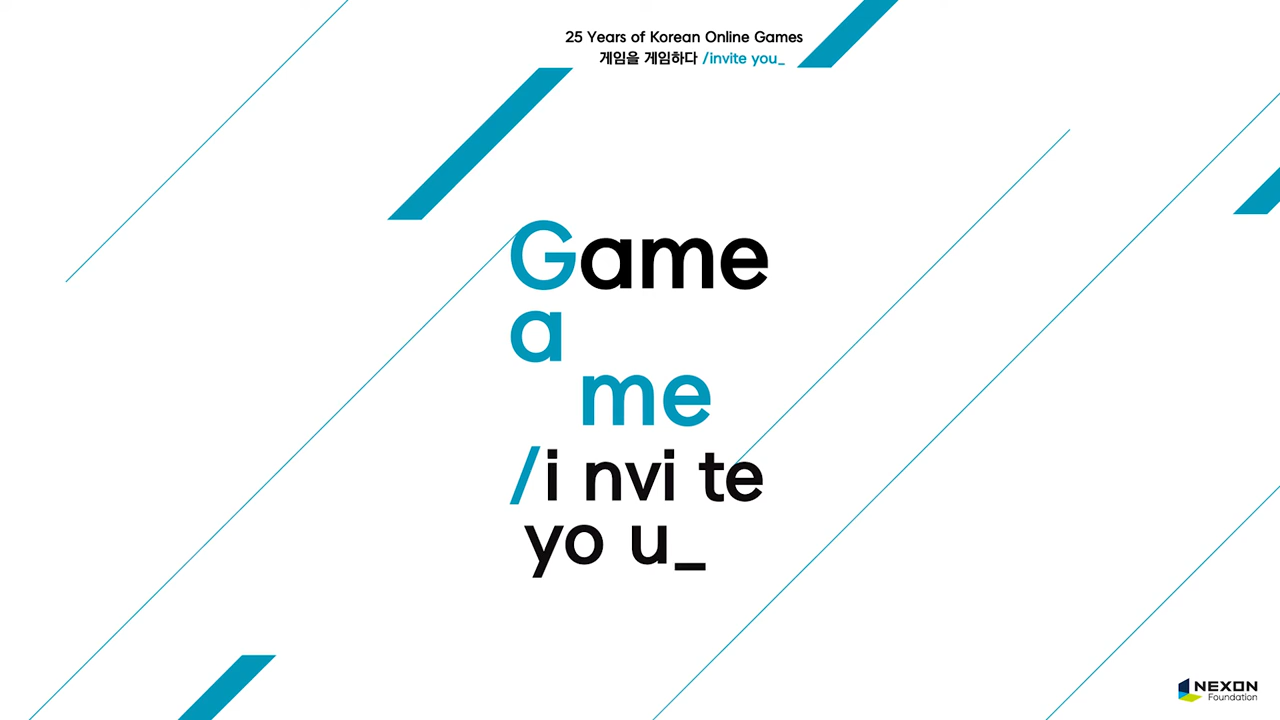 25 Years of Korean Online Games
게임을 게임하다 /invite you_
Game
a
me
/i nvi te
yo u_
NEXON
Foundation